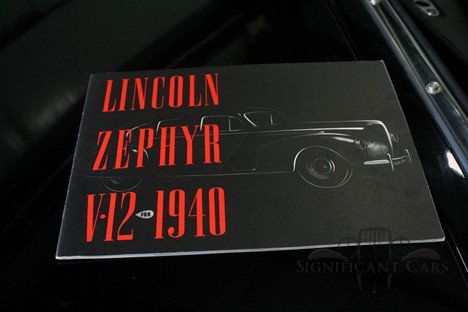 LINCOLN
ZEPHYR
V·12 FOR 1940
SIGNIFICANT CARS